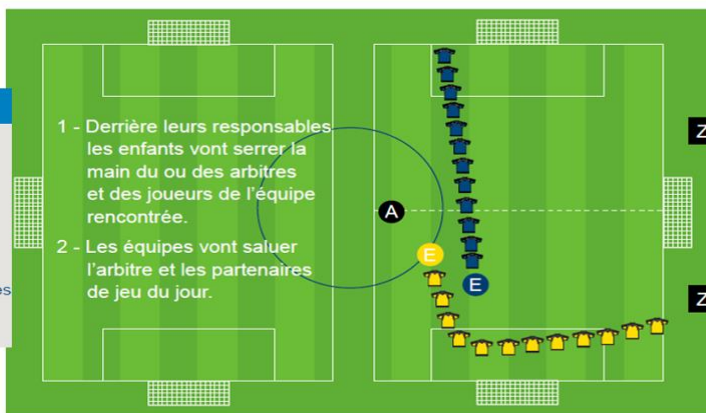 1 - Derrière leurs responsables
les enfants vont serrer la
main du ou des arbitres
et des joueurs de l'équipe
rencontrée.
2 - Les équipes vont saluer
l'arbitre et les partenaires
de jeu du jour.
A
E
E
Z
Z
es